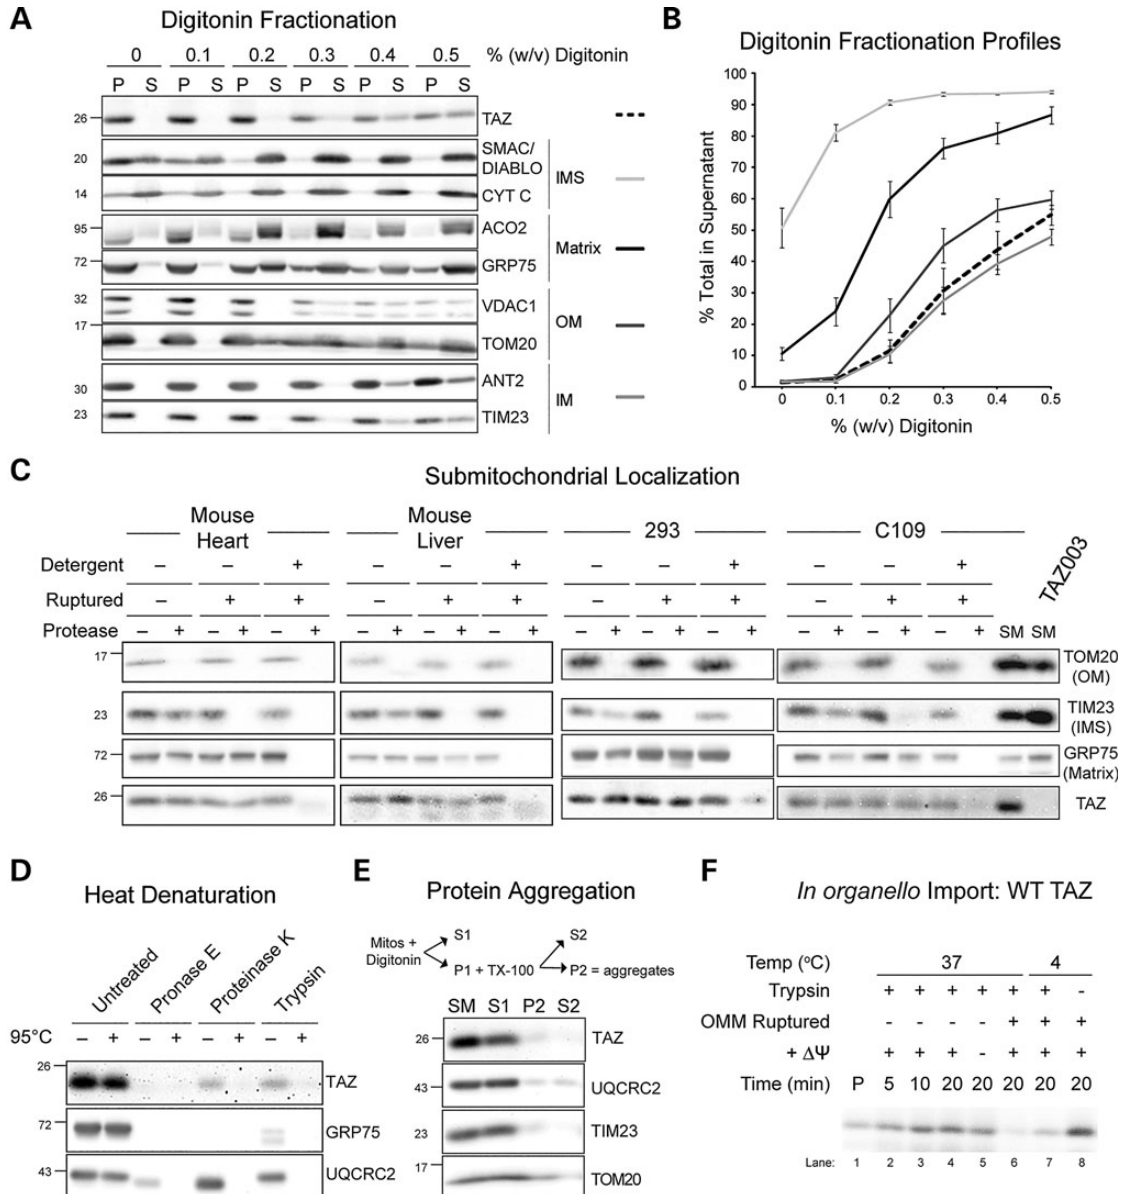 A
Digitonin Fractionation
0 0.1 0.2 0.3 0.4 0.5 % (w/v) Digitonin
P S P S P S P S P S P S
26 TAZ
20 SMAC/
DIABLO
IMS
14 CYT C
95 ACO2
Matrix
72 GRP75
32 VDAC1
OM
17 TOM20
30 ANT2
IM
23 TIM23
B
Digitonin Fractionation Profiles
% Total in Supernatant
100
90
80
70
60
50
40
30
20
10
0
0 0.1 0.2 0.3 0.4 0.5
% (w/v) Digitonin
C
Submitochondrial Localization
Mouse
Heart
Mouse
Liver
293
C109
TAZ003
Detergent – – + – – + – – + – – +
Ruptured – + + – + + – + + – + +
Protease – + – + – + – + – + – + – + – + – + – + – + – + SM SM
17 TOM20
(OM)
23 TIM23
(IMS)
72 GRP75
(Matrix)
26 TAZ
D
Heat Denaturation
Untreated
Pronase E
Proteinase K
Trypsin
95°C – + – + – + – +
26 TAZ
72 GRP75
43 UQCRC2
E
Protein Aggregation
Mitos +
Digitonin
S1
P1 + TX-100
S2
P2 = aggregates
SM S1 P2 S2
26 TAZ
43 UQCRC2
23 TIM23
17 TOM20
F
In organello Import: WT TAZ
Temp (°C) 37 4
Trypsin + + + + + + -
OMM Ruptured - - - - + + +
+ ΔΨ + + + - + + +
Time (min) P 5 10 20 20 20 20 20
Lane: 1 2 3 4 5 6 7 8